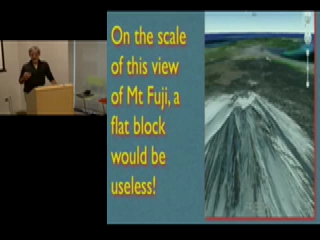 On the scale
of this view
of Mt Fuji, a
flat block
would be
useless!